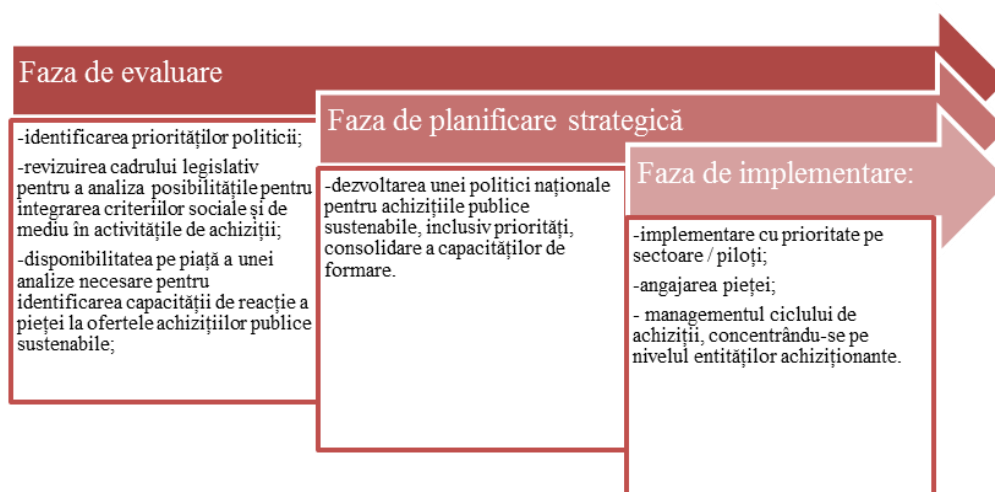 Faza de evaluare
-identificarea priorităților politicii;
-revizuirea cadrului legislativ
pentru a analiza posibilitățile pentru
integrarea criteriilor sociale și de
mediu în activitățile de achiziții;
-disponibilitatea pe piață a unei
analize necesare pentru
identificarea capacității de reacție a
pieței la ofertele achizițiilor publice
sustenabile;
Faza de planificare strategică
-dezvoltarea unei politici naționale
pentru achizițiile publice
sustenabile, inclusiv priorități,
consolidare a capacităților de
formare.
Faza de implementare:
-implementare cu prioritate pe
sectoare / piloți;
-angajarea pieței;
- managementul ciclului de
achiziții, concentrându-se pe
nivelul entităților achiziționante.